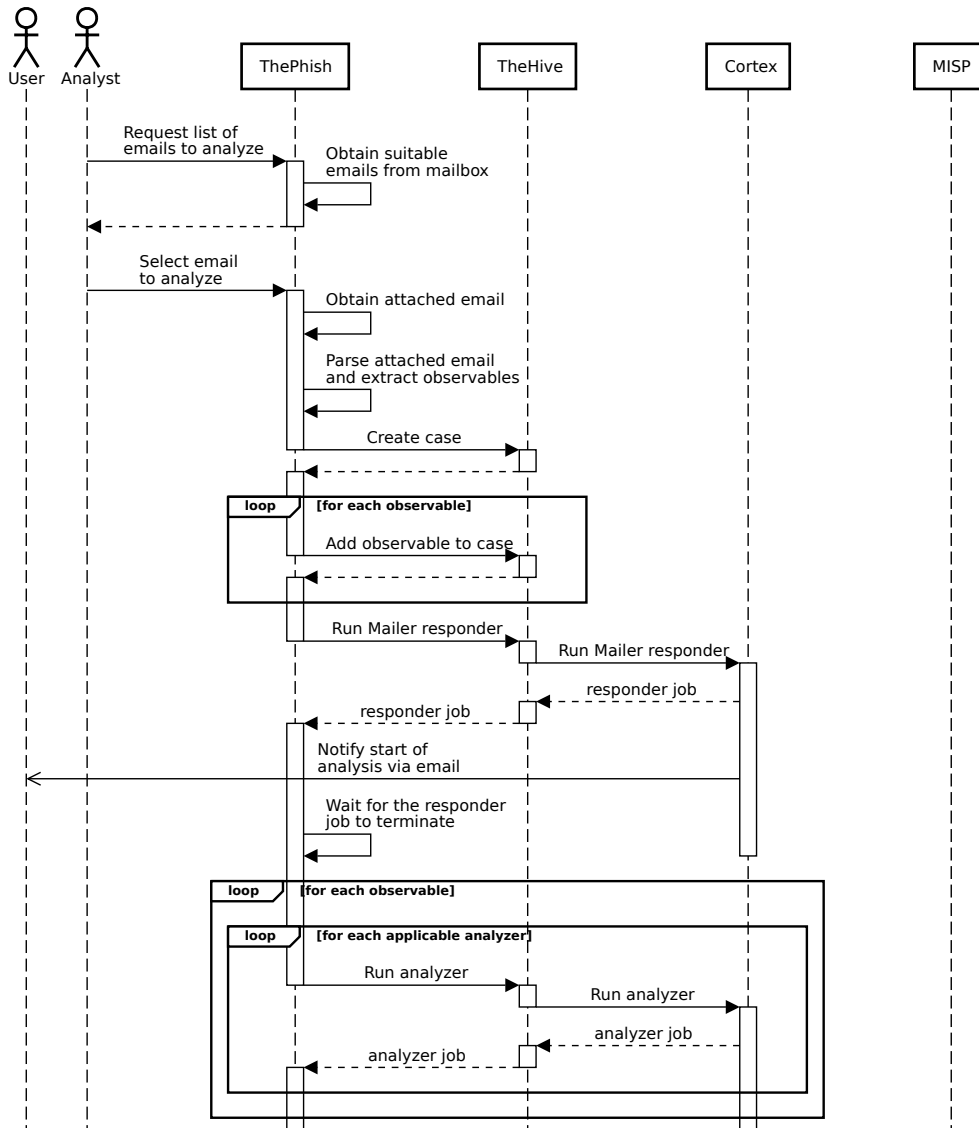 User
Analyst
ThePhish
TheHive
Cortex
MISP
Request list of
emails to analyze
Obtain suitable
emails from mailbox
Select email
to analyze
Obtain attached email
Parse attached email
and extract observables
Create case
loop
[for each observable]
Add observable to case
Run Mailer responder
Run Mailer responder
responder job
responder job
Notify start of
analysis via email
Wait for the responder
job to terminate
loop
[for each observable]
loop
[for each applicable analyzer]
Run analyzer
Run analyzer
analyzer job
analyzer job